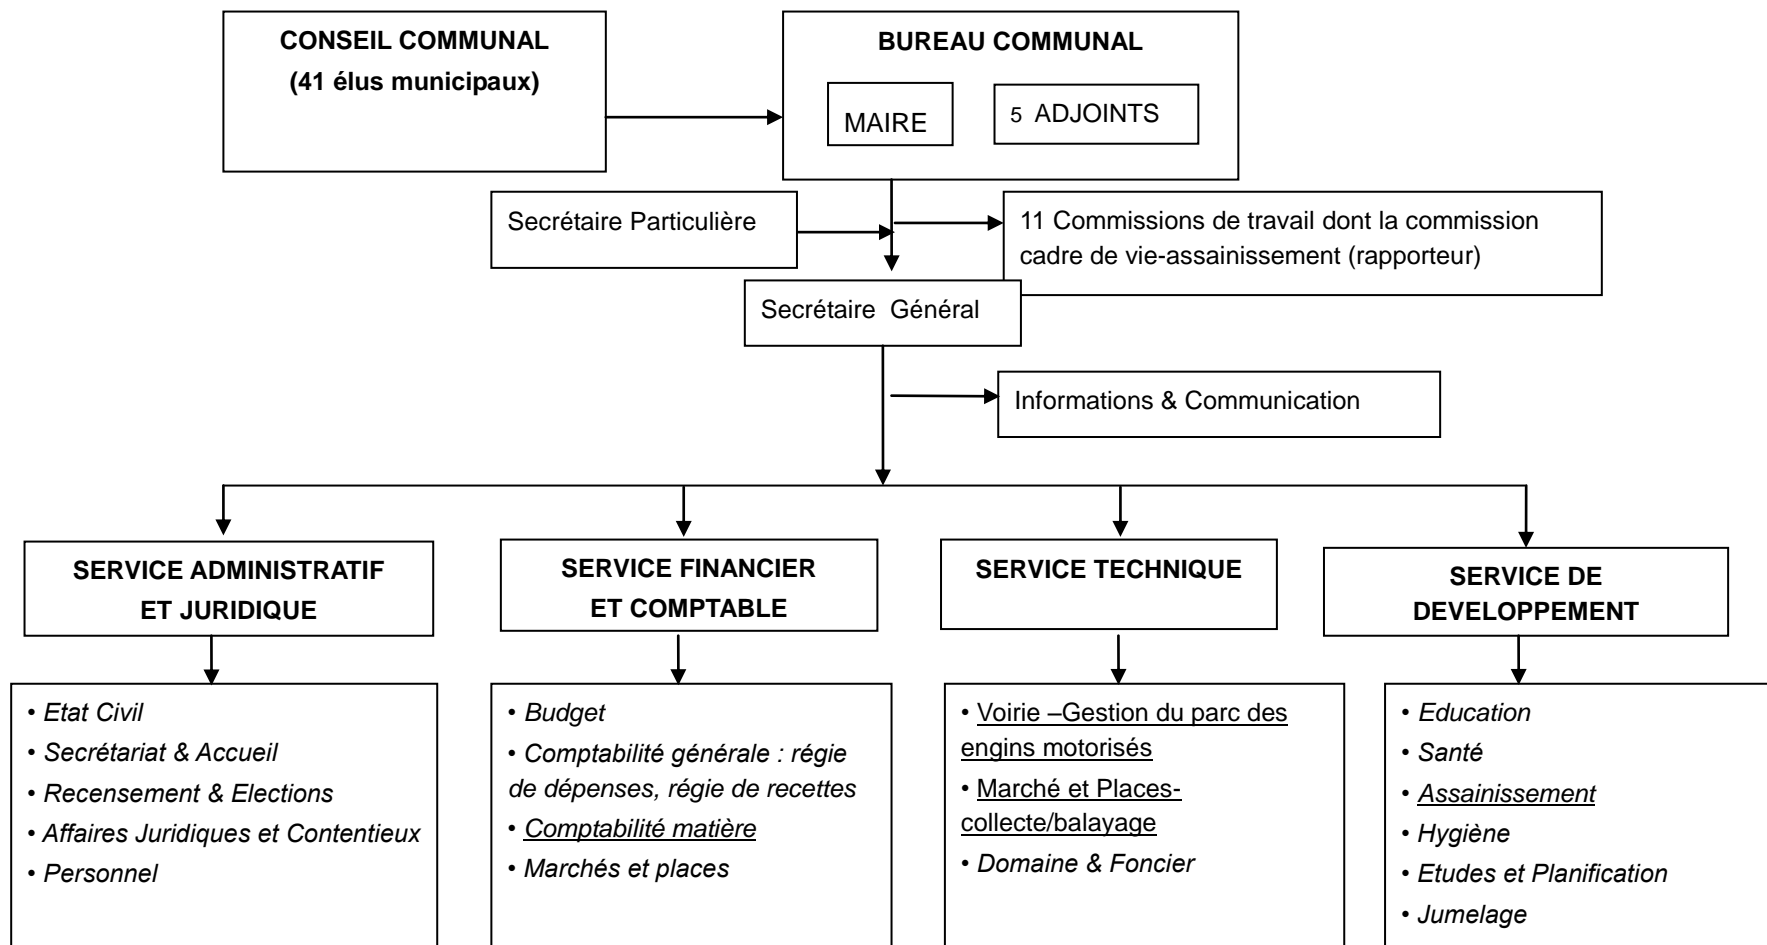 CONSEIL COMMUNAL
(41 élus municipaux)
BUREAU COMMUNAL
MAIRE
5 ADJOINTS
Secrétaire Particulière
11 Commissions de travail dont la commission
cadre de vie-assainissement (rapporteur)
Secrétaire Général
Informations & Communication
SERVICE ADMINISTRATIF
ET JURIDIQUE
SERVICE FINANCIER
ET COMPTABLE
SERVICE TECHNIQUE
SERVICE DE
DEVELOPPEMENT
• Etat Civil
• Secrétariat & Accueil
• Recensement & Elections
• Affaires Juridiques et Contentieux
• Personnel
• Budget
• Comptabilité générale : régie
de dépenses, régie de recettes
• Comptabilité matière
• Marchés et places
• Voirie –Gestion du parc des
engins motorisés
• Marché et Places-
collecte/balayage
• Domaine & Foncier
• Education
• Santé
• Assainissement
• Hygiène
• Etudes et Planification
• Jumelage